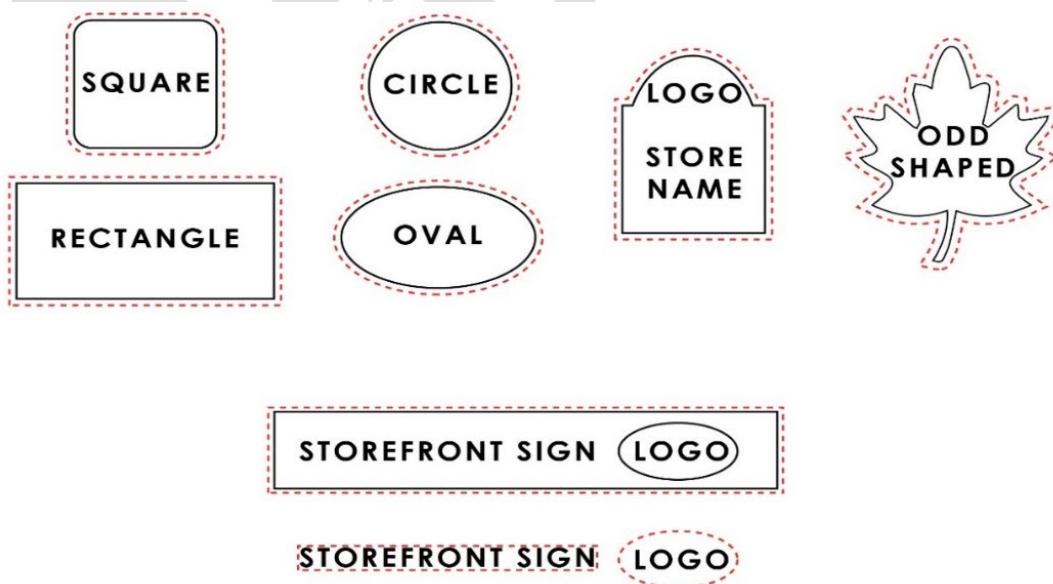 SQUARE
CIRCLE
LOGO
STORE
NAME
ODD
SHAPED
RECTANGLE
OVAL
STOREFRONT SIGN LOGO
STOREFRONT SIGN LOGO